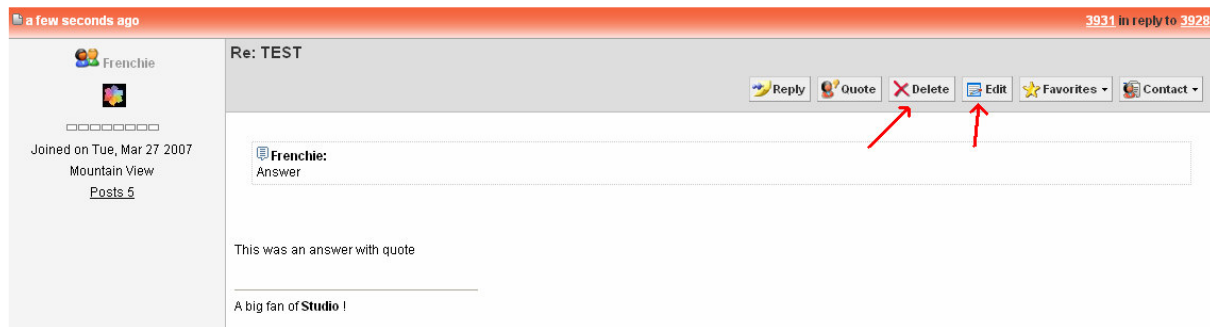 a few seconds ago
3931 in reply to 3928
Frenchie
Joined on Tue, Mar 27 2007
Mountain View
Posts 5
Re: TEST
Reply Quote Delete Edit Favorites Contact
Frenchie:
Answer
This was an answer with quote
A big fan of Studio !